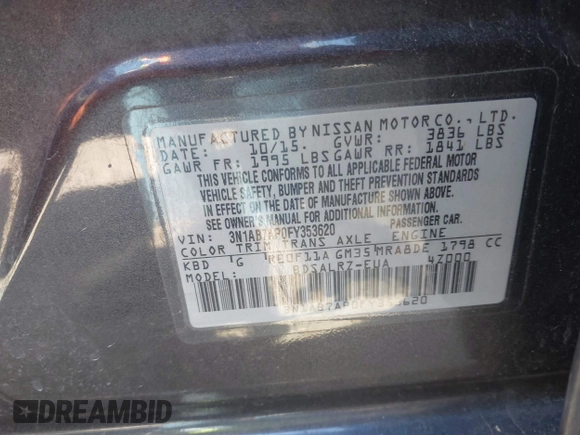 MANUFACTURED BY NISSAN MOTOR CO., LTD.
DATE: 10/15. GVWR: 3836 LBS
GAWR FR: 1995 LBS GAWR RR: 1841 LBS
THIS VEHICLE CONFORMS TO ALL APPLICABLE FEDERAL MOTOR
VEHICLE SAFETY, BUMPER AND THEFT PREVENTION STANDARDS
IN EFFECT ON THE DATE OF MANUFACTURE SHOWN ABOVE.
SEE OWNER'S MANUAL FOR DETAILS. PASSENGER CAR.
VIN: 3N1AB7AP0FY353620
COLOR TRIM TRANS AXLE ENGINE
KBD G RE0F11A GM35 MRA8DE 1798 CC
MODEL: BDSALRZ-EUA 47000
3N1AB7AP0FY353620
DREAMBID